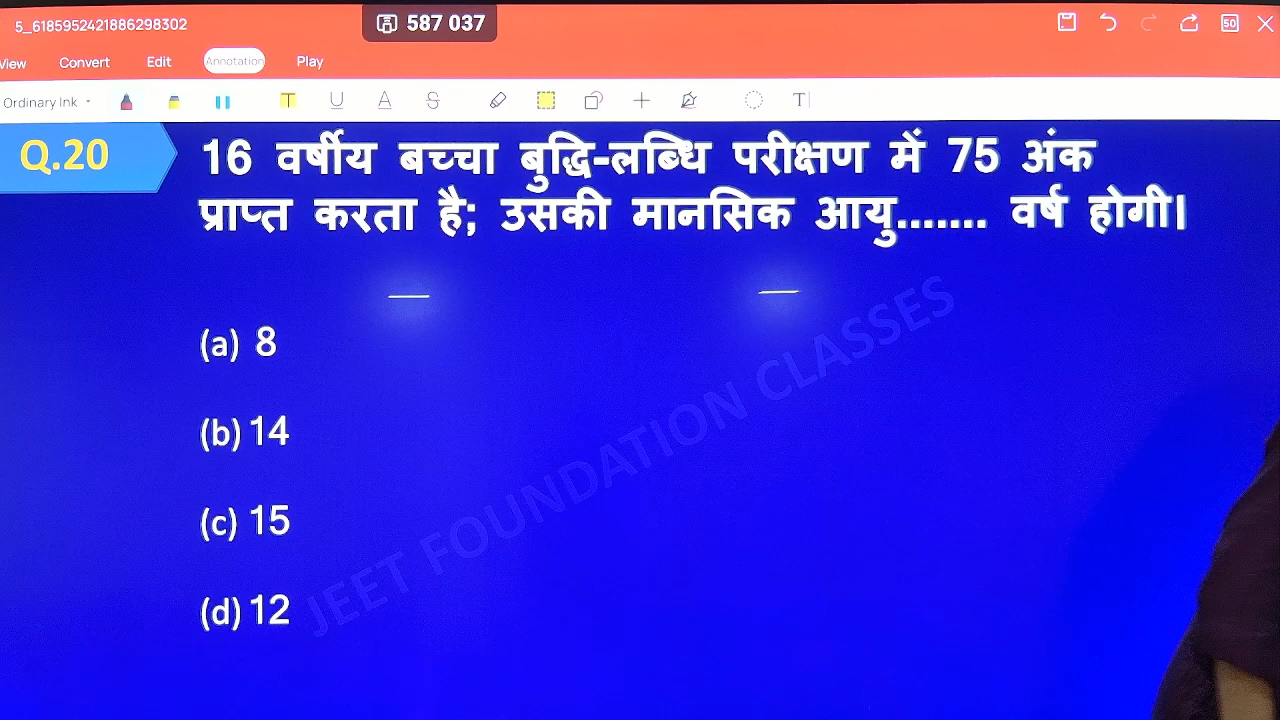 5_6185952421886298302
587 037
50
View Convert Edit Annotation Play
Ordinary Ink T U A S T
Q.20 16 वर्षीय बच्चा बुद्धि-लब्धि परीक्षण में 75 अंक
प्राप्त करता है; उसकी मानसिक आयु....... वर्ष होगी।
(a) 8
(b) 14
(c) 15
(d) 12
JEET FOUNDATION CLASSES